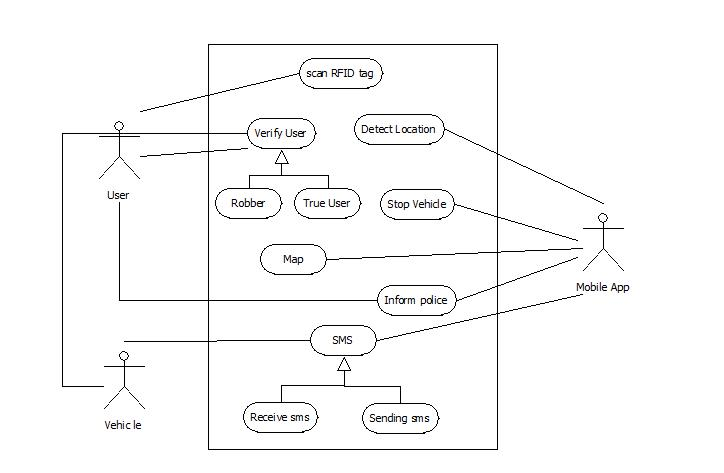 scan RFID tag
Verify User
Detect Location
User
Robber
True User
Stop Vehicle
Map
Mobile App
Inform police
SMS
Vehicle
Receive sms
Sending sms